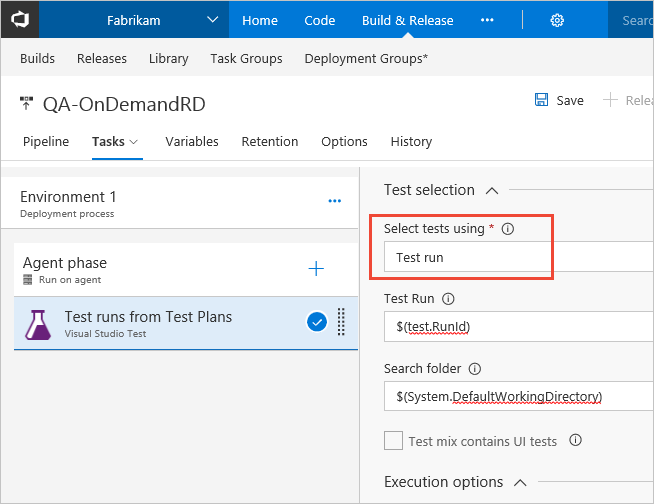 Fabrikam Home Code Build & Release ••• Search
Builds Releases Library Task Groups Deployment Groups*
QA-OnDemandRD Save + Relea
Pipeline Tasks Variables Retention Options History
Environment 1 •••
Deployment process
Test selection
Select tests using *
Test run
Agent phase +
Run on agent
Test runs from Test Plans
Visual Studio Test
Test Run
$(test.RunId)
Search folder
$(System.DefaultWorkingDirectory)
Test mix contains UI tests
Execution options